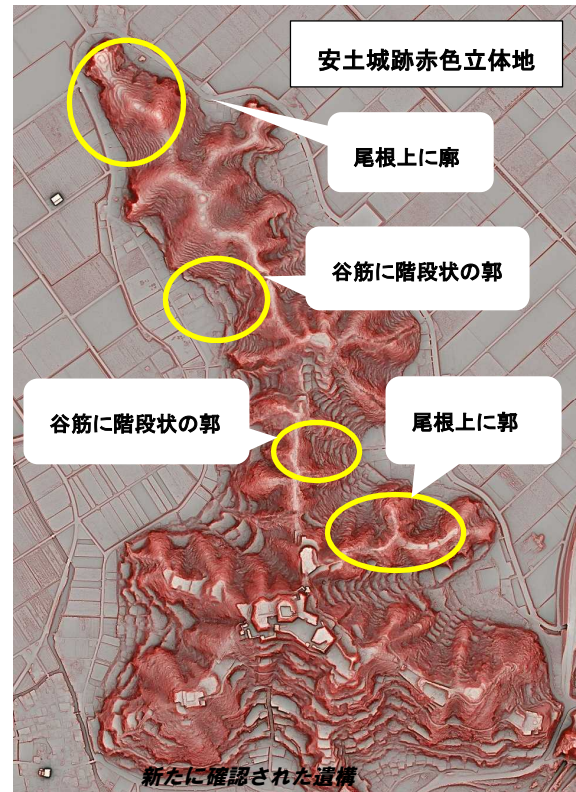 安土城跡赤色立体地
尾根上に廓
谷筋に階段状の郭
谷筋に階段状の郭
尾根上に郭
新たに確認された遺構